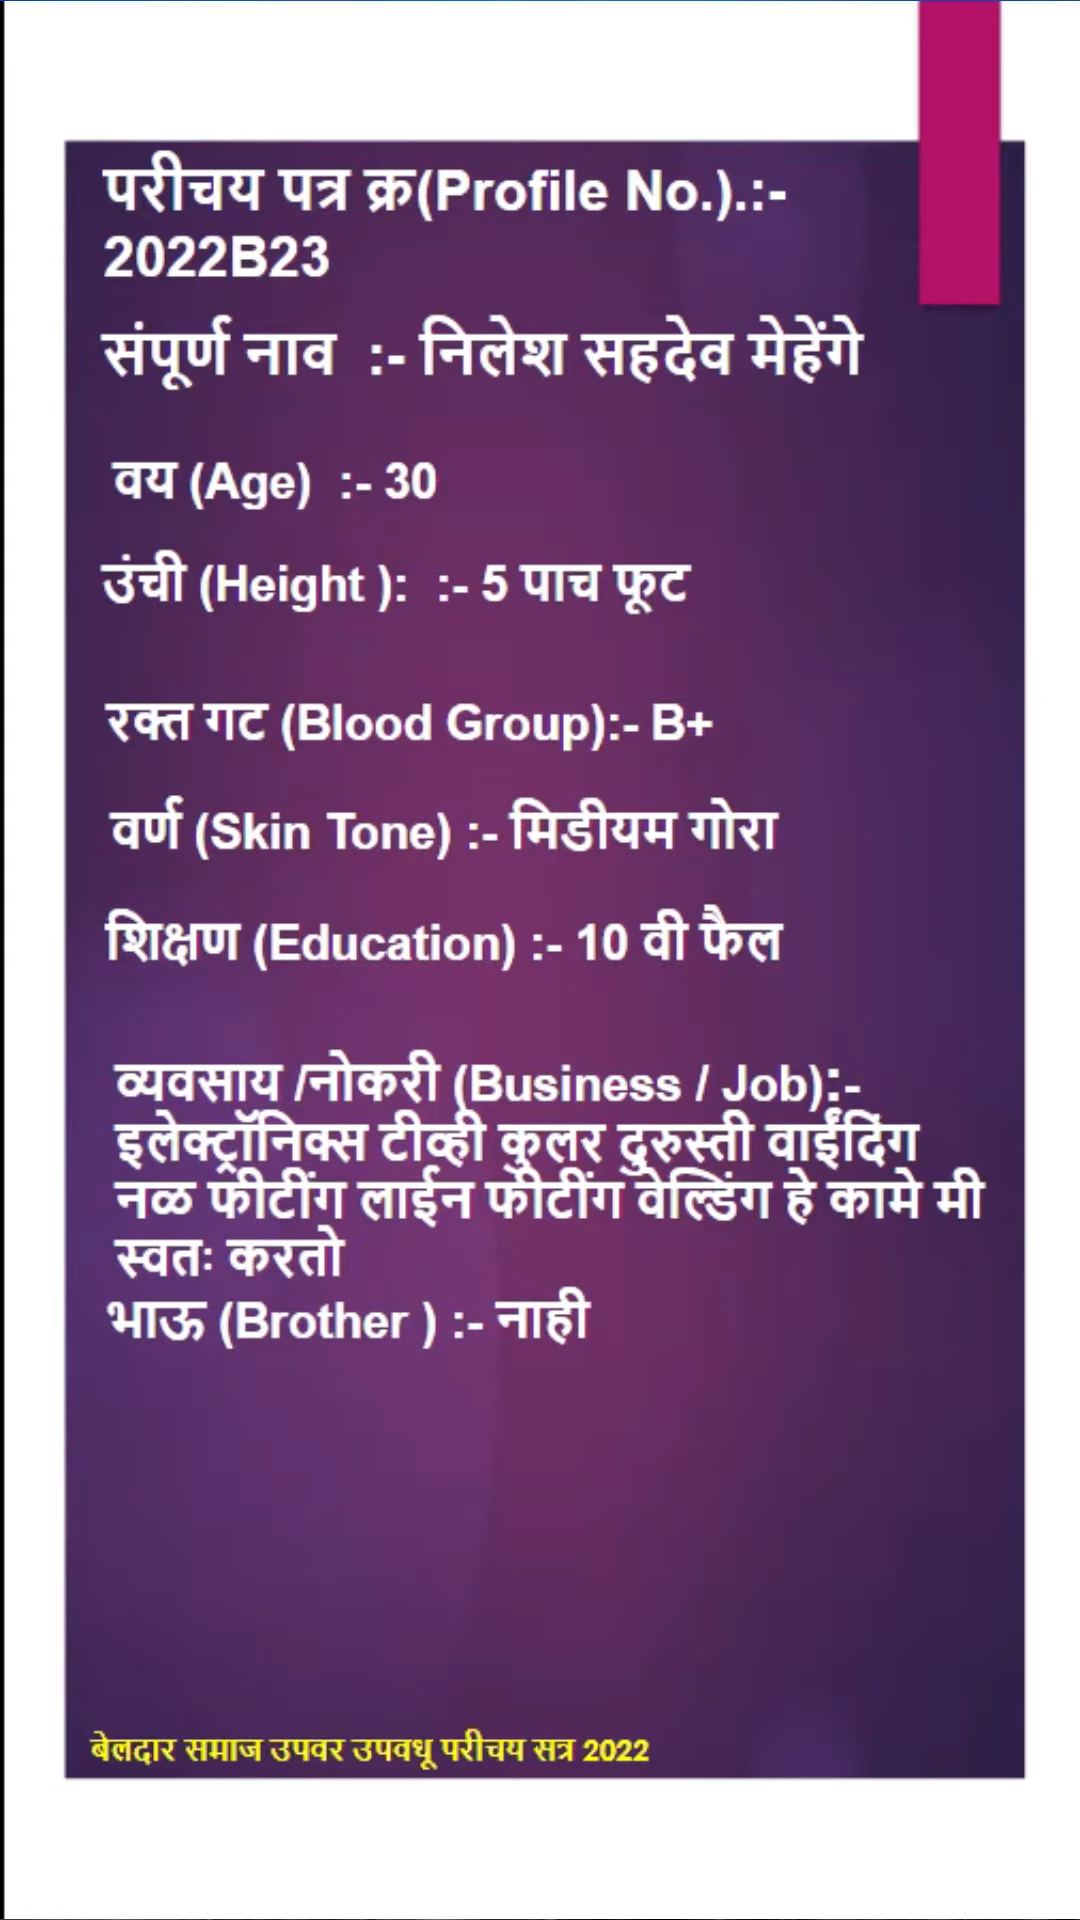 परीचय पत्र क्र(Profile No.).:-
2022B23
संपूर्ण नाव :- निलेश सहदेव मेहेंगे
वय (Age) :- 30
उंची (Height ): :- 5 पाच फूट
रक्त गट (Blood Group):- B+
वर्ण (Skin Tone) :- मिडीयम गोरा
शिक्षण (Education) :- 10 वी फैल
व्यवसाय /नोकरी (Business / Job):-
इलेक्ट्रॉनिक्स टीव्ही कुलर दुरुस्ती वाईंदिंग
नळ फीटींग लाईन फीटींग वेल्डिंग हे कामे मी
स्वतः करतो
भाऊ (Brother ) :- नाही
बेलदार समाज उपवर उपवधू परीचय सत्र 2022